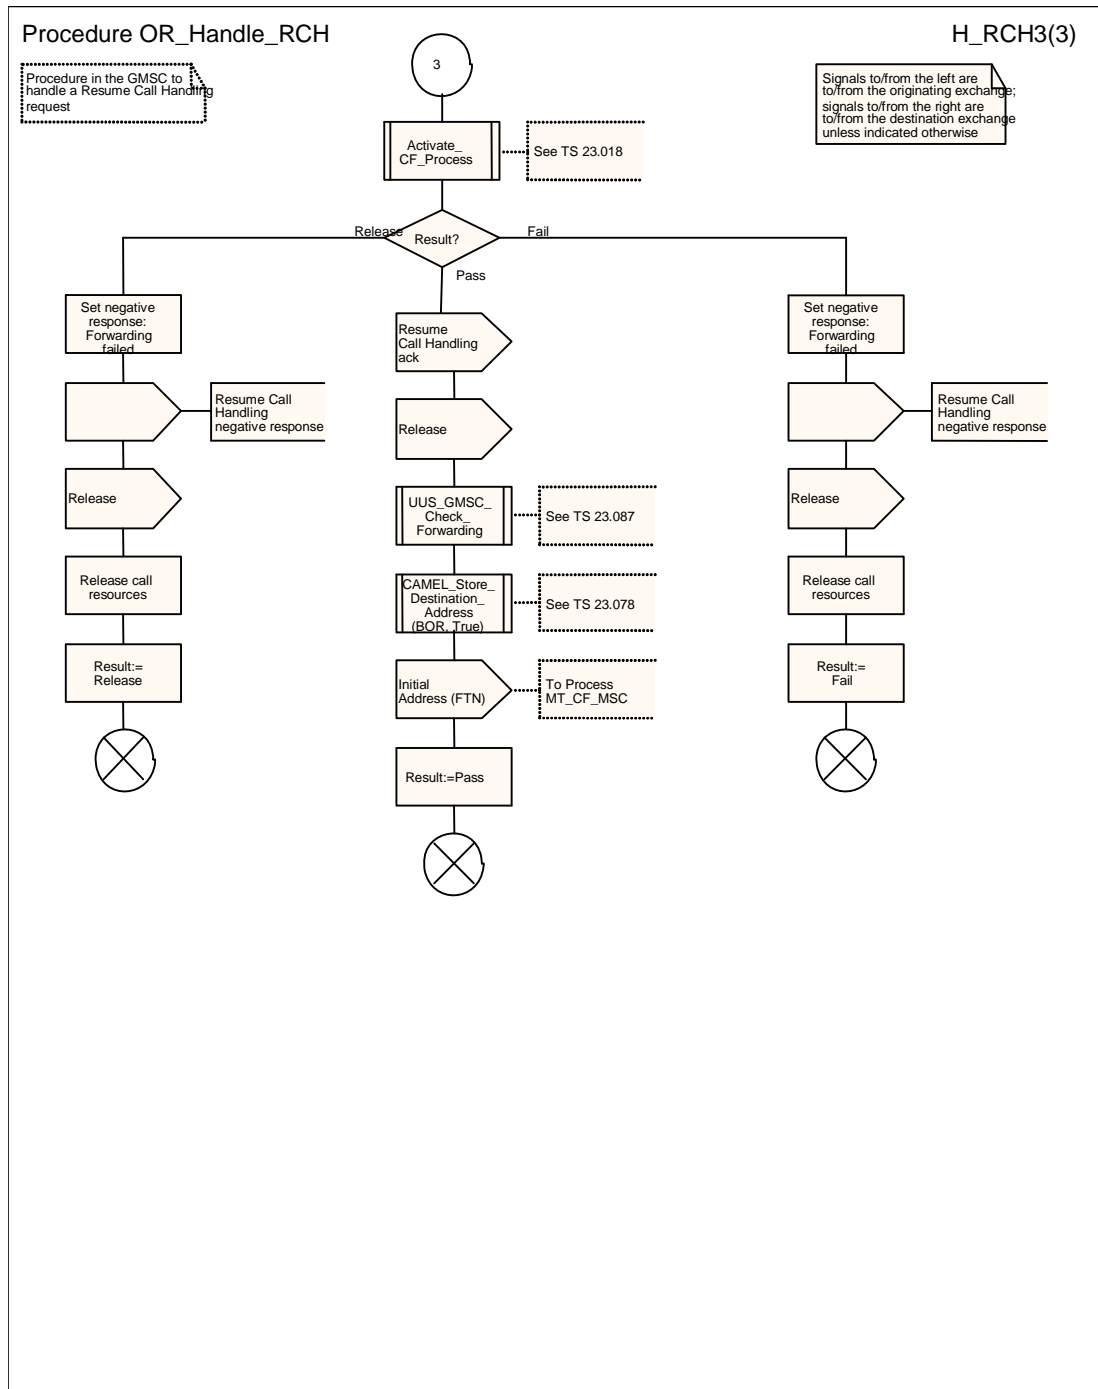 Procedure OR_Handle_RCH
H_RCH3(3)
Procedure in the GMSC to
handle a Resume Call Handling
request
3
Signals to/from the left are
to/from the originating exchange;
signals to/from the right are
to/from the destination exchange
unless indicated otherwise
Activate_
CF_Process
See TS 23.018
Release
Result?
Fail
Pass
Set negative
response:
Forwarding
failed
Resume Call
Handling
negative response
Release
Release call
resources
Result:=
Release
Resume
Call Handling
ack
Release
UUS_GMSC_
Check_
Forwarding
See TS 23.087
CAMEL_Store_
Destination_
Address
(BOR, True)
See TS 23.078
Initial
Address (FTN)
To Process
MT_CF_MSC
Result:=Pass
Set negative
response:
Forwarding
failed
Resume Call
Handling
negative response
Release
Release call
resources
Result:=
Fail